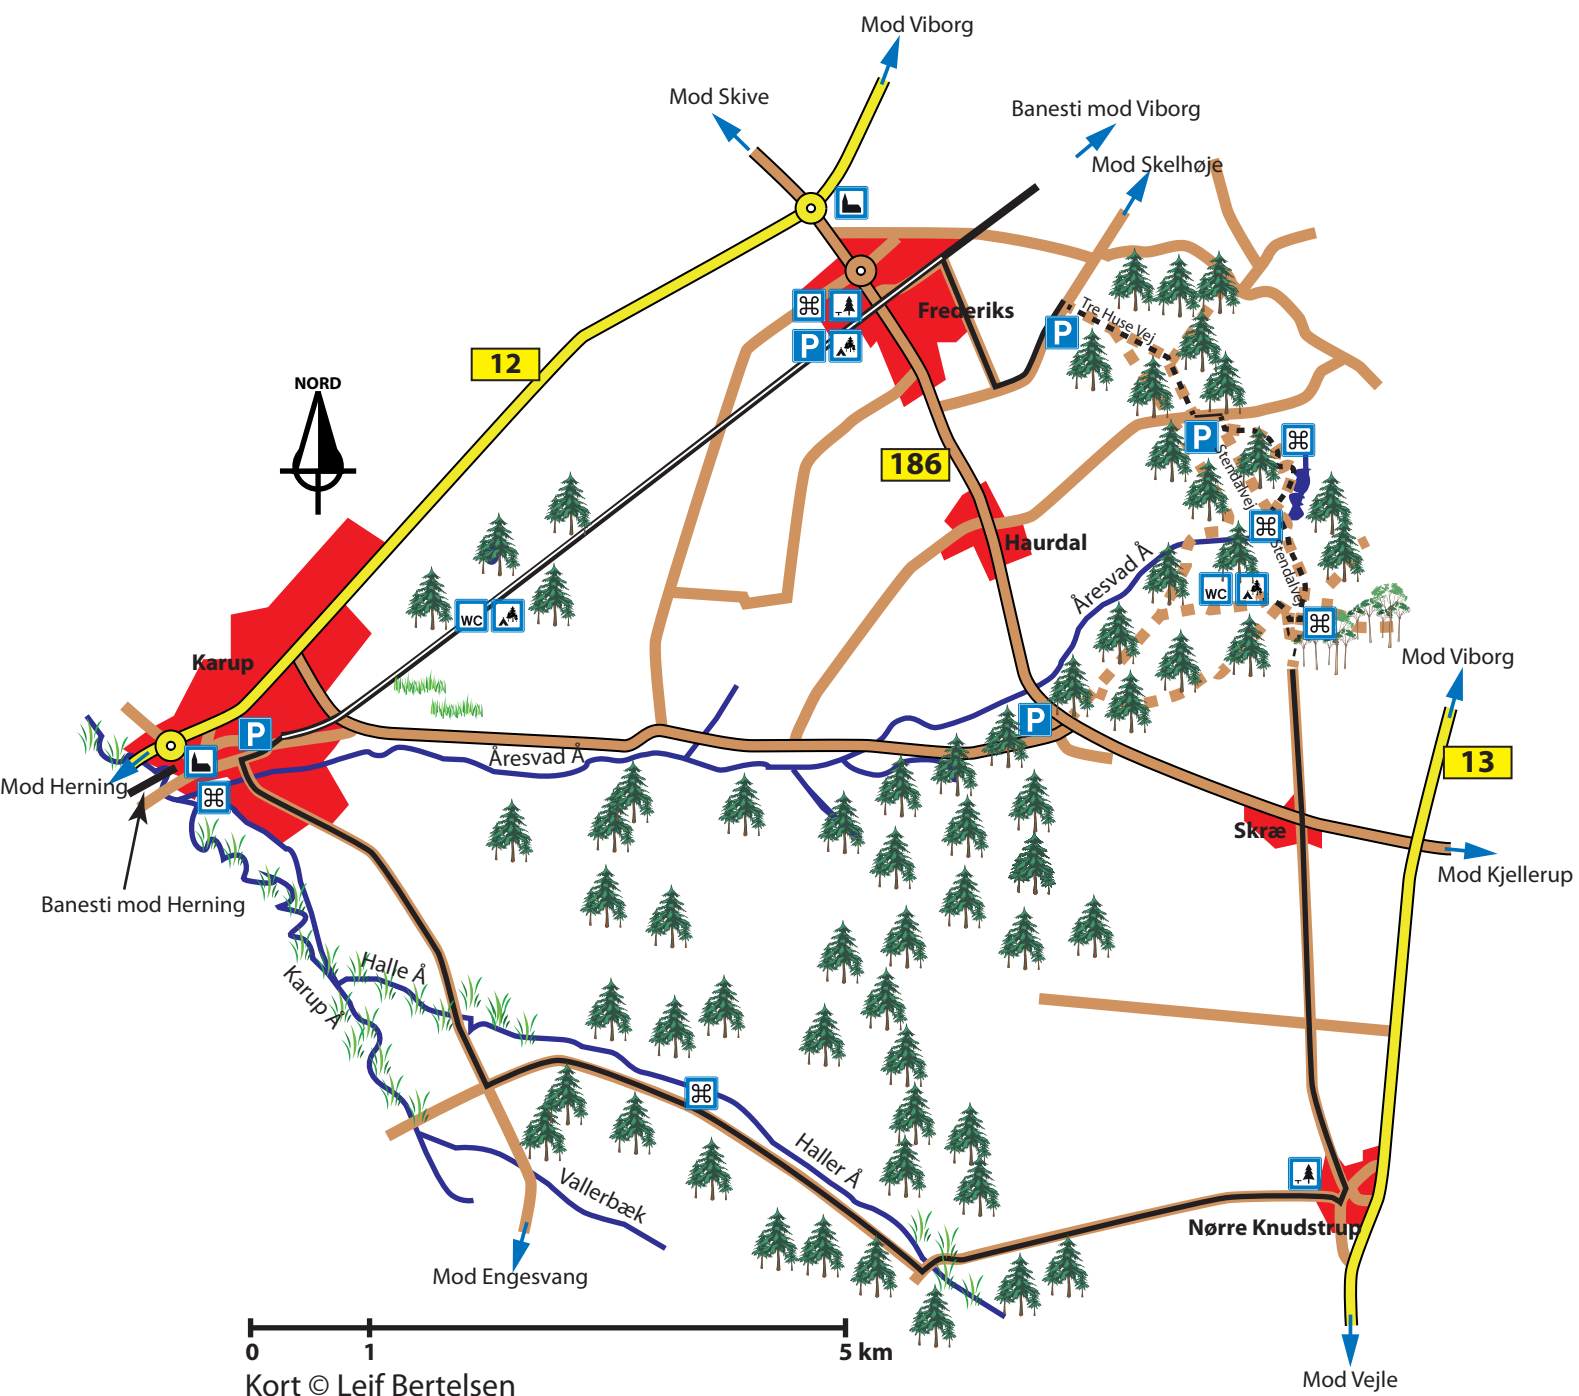 Mod Viborg
Mod Skive
Banesti mod Viborg
Mod Skelhøje
Tre Huse Vej
Frederiks
P
P
12
NORD
186
P
Stendalvej
Haurdal
Åresvad Å
Stendalvej
WC
WC
Karup
Mod Viborg
P
P
Åresvad Å
13
Mod Herning
Skræ
Mod Kjellerup
Banesti mod Herning
Halle Å
Karup Å
Haller Å
Vallerbæk
Nørre Knudstrup
Mod Engesvang
0 1 5 km
Mod Vejle
Kort © Leif Bertelsen